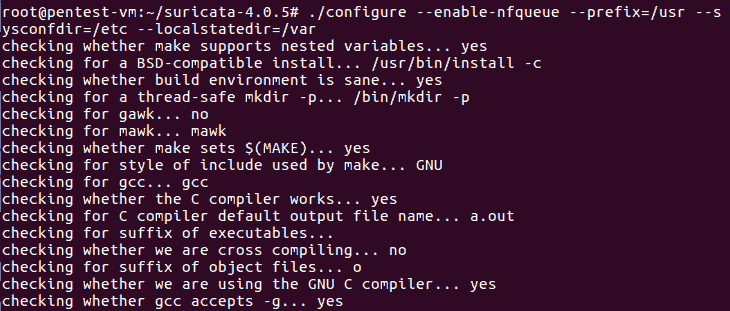 root@pentest-vm:~/suricata-4.0.5# ./configure --enable-nfqueue --prefix=/usr --s
ysconfdir=/etc --localstatedir=/var
checking whether make supports nested variables... yes
checking for a BSD-compatible install... /usr/bin/install -c
checking whether build environment is sane... yes
checking for a thread-safe mkdir -p... /bin/mkdir -p
checking for gawk... no
checking for mawk... mawk
checking whether make sets $(MAKE)... yes
checking for style of include used by make... GNU
checking for gcc... gcc
checking whether the C compiler works... yes
checking for C compiler default output file name... a.out
checking for suffix of executables...
checking whether we are cross compiling... no
checking for suffix of object files... o
checking whether we are using the GNU C compiler... yes
checking whether gcc accepts -g... yes